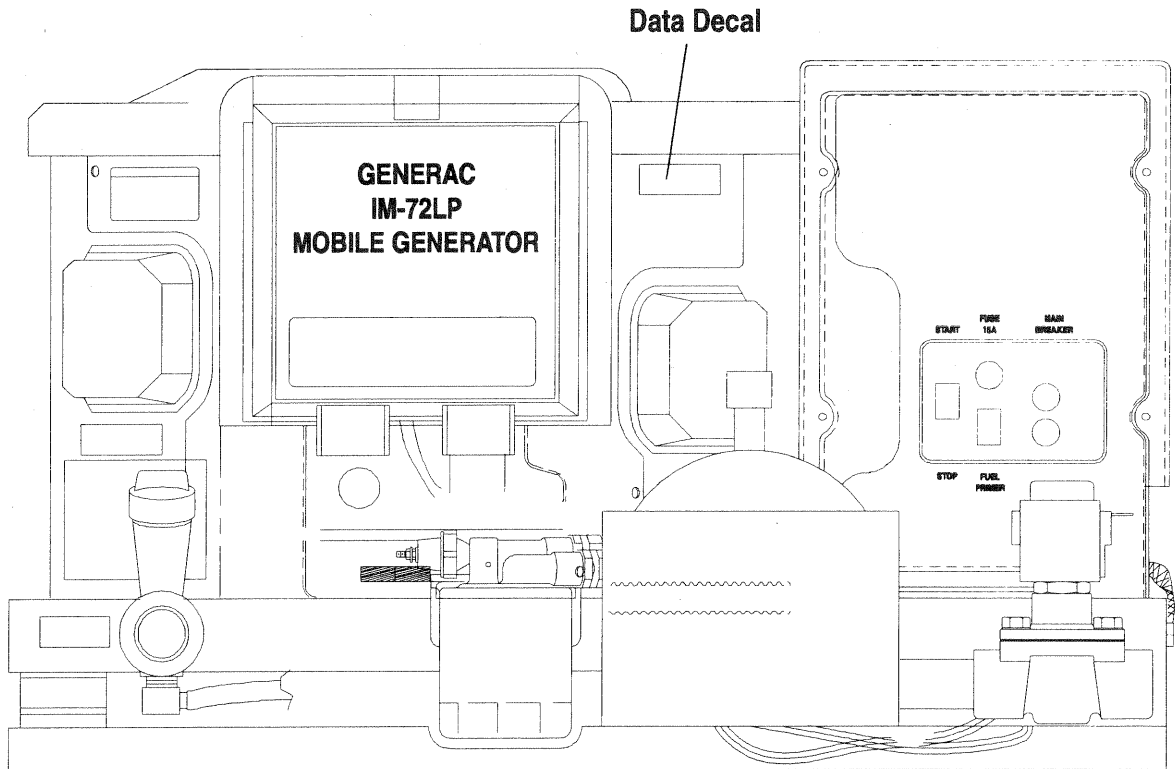 Data Decal
GENERAC
IM-72LP
MOBILE GENERATOR
START
FUSE
15A
MAIN
BREAKER
STOP
FUEL
PRIMER